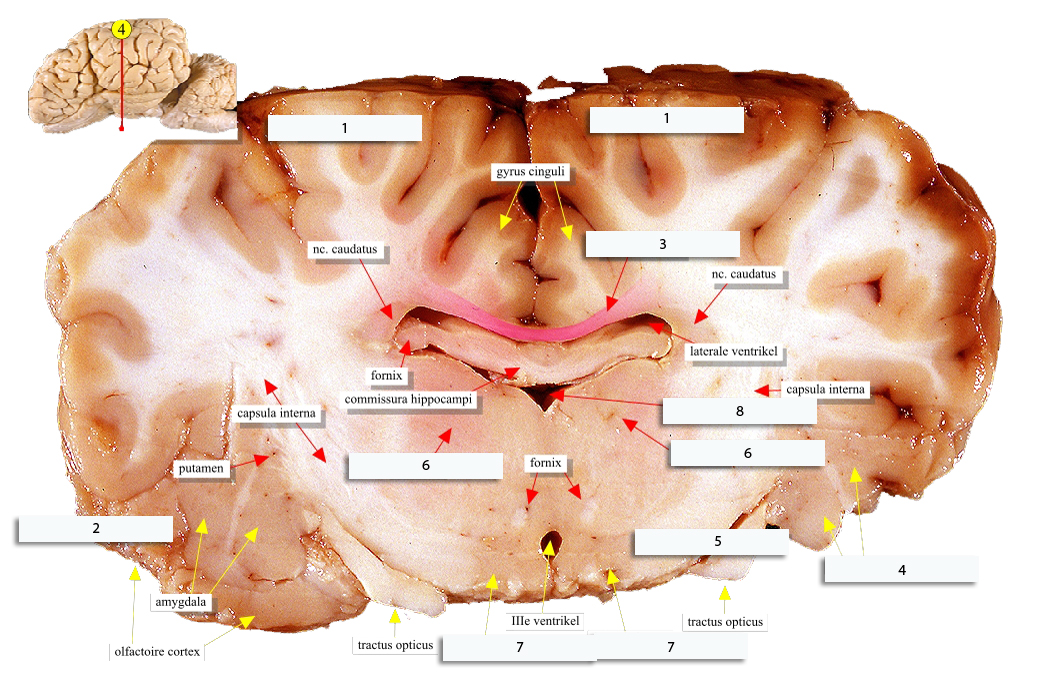 4
1
1
gyrus cinguli
3
nc. caudatus
nc. caudatus
laterale ventrikel
fornix
commissura hippocampi
capsula interna
capsula interna
8
6
6
putamen
fornix
2
5
4
amygdala
IIIe ventrikel
tractus opticus
tractus opticus
olfactoire cortex
7
7